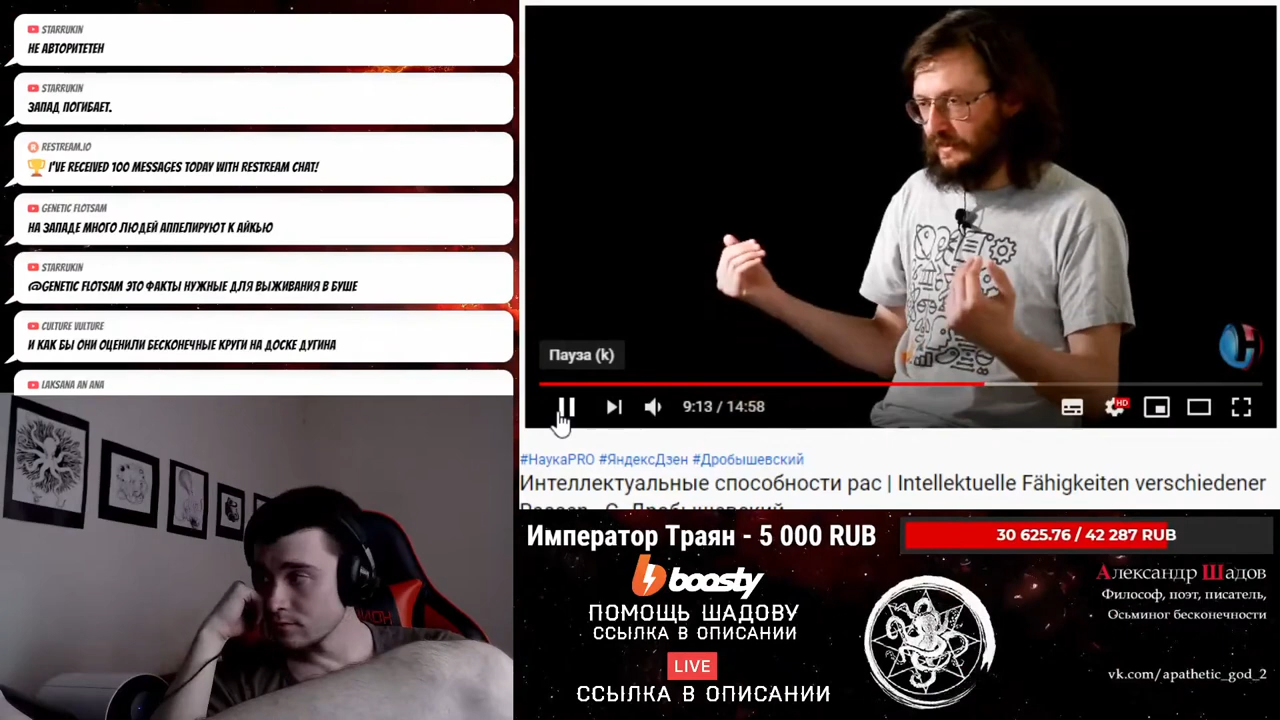 STARRUKIN
НЕ АВТОРИТЕТЕН
STARRUKIN
ЗАПАД ПОГИБАЕТ.
RESTREAM.IO
I'VE RECEIVED 100 MESSAGES TODAY WITH RESTREAM CHAT!
GENETIC FLOTSAM
НА ЗАПАДЕ МНОГО ЛЮДЕЙ АППЕЛИРУЮТ К АЙКЬЮ
STARRUKIN
@GENETIC FLOTSAM ЭТО ФАКТЫ НУЖНЫЕ ДЛЯ ВЫЖИВАНИЯ В БУШЕ
CULTURE VULTURE
И КАК БЫ ОНИ ОЦЕНИЛИ БЕСКОНЕЧНЫЕ КРУГИ НА ДОСКЕ ДУГИНА
LAKSANA AN ANA
Пауза (k)
9:13 / 14:58
HD
#НаукаPRO #ЯндексДзен #Дробышевский
Интеллектуальные способности рас | Intellektuelle Fähigkeiten verschiedener
Император Траян - 5 000 RUB
30 625.76 / 42 287 RUB
boosty
ПОМОЩЬ ШАДОВУ
ССЫЛКА В ОПИСАНИИ
LIVE
ССЫЛКА В ОПИСАНИИ
Александр Шадов
Философ, поэт, писатель,
Осьминог бесконечности
vk.com/apathetic_god_2